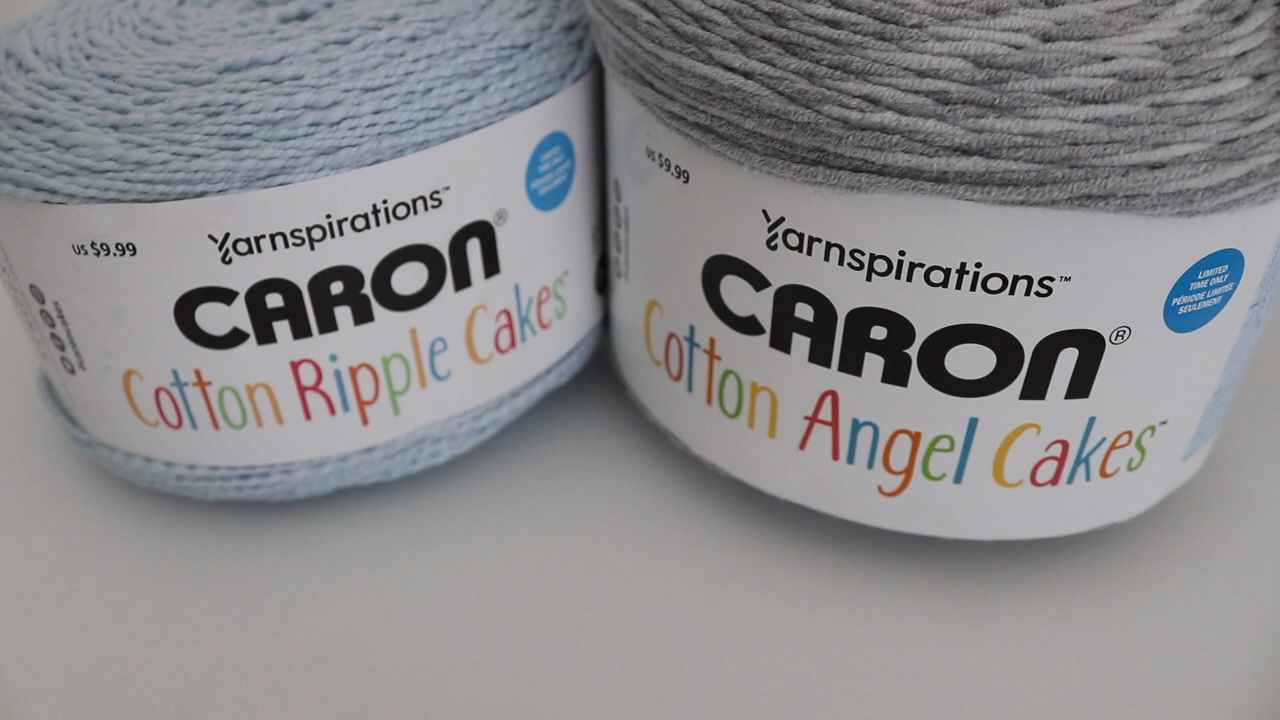 US $9.99
Yarnspirations™
CARON®
Cotton Ripple Cakes™
US $9.99
Yarnspirations™
CARON®
Cotton Angel Cakes™
LIMITED
TIME ONLY
PÉRIODE LIMITÉE
SEULEMENT